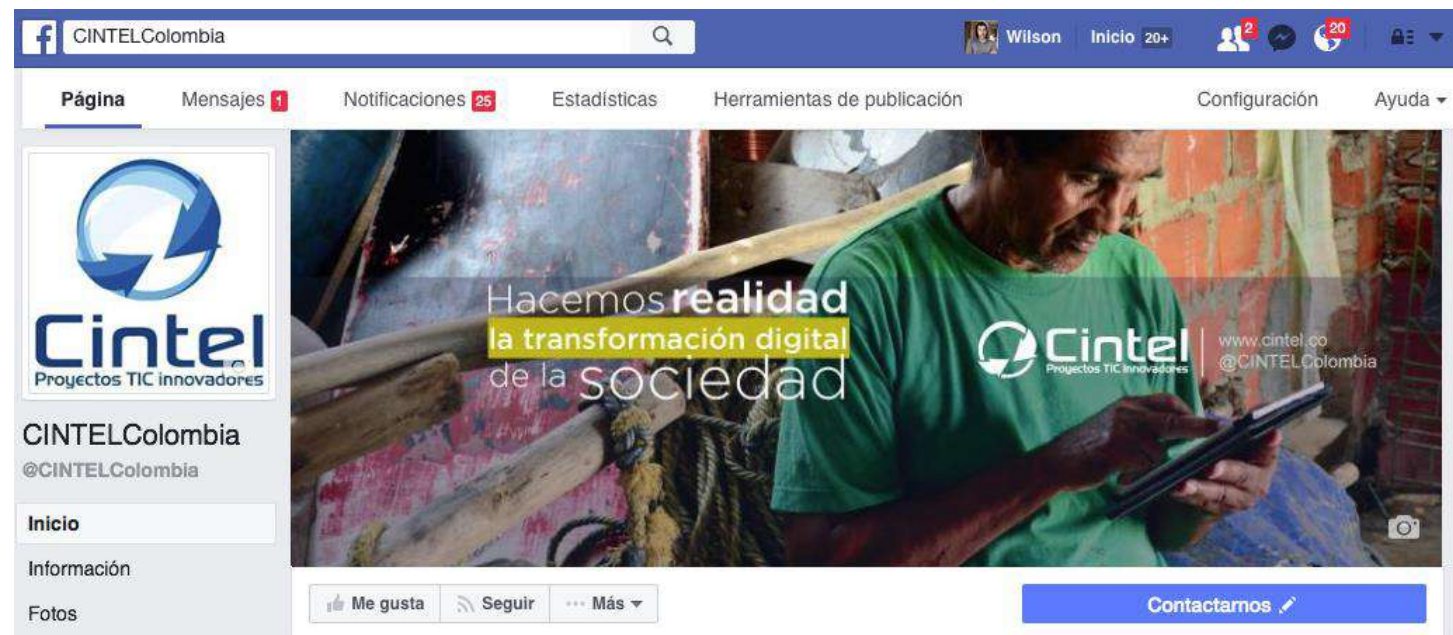 CINTELColombia
Wilson Inicio 20+ 2 20
Página Mensajes 1 Notificaciones 25 Estadísticas Herramientas de publicación Configuración Ayuda
Cintel
Proyectos TIC innovadores
Hacemos realidad
la transformación digital
de la sociedad
Cintel
Proyectos TIC Innovadores
www.cintel.co
@CINTELColombia
CINTELColombia
@CINTELColombia
Inicio
Información
Fotos
Me gusta Seguir ··· Más
Contactarnos